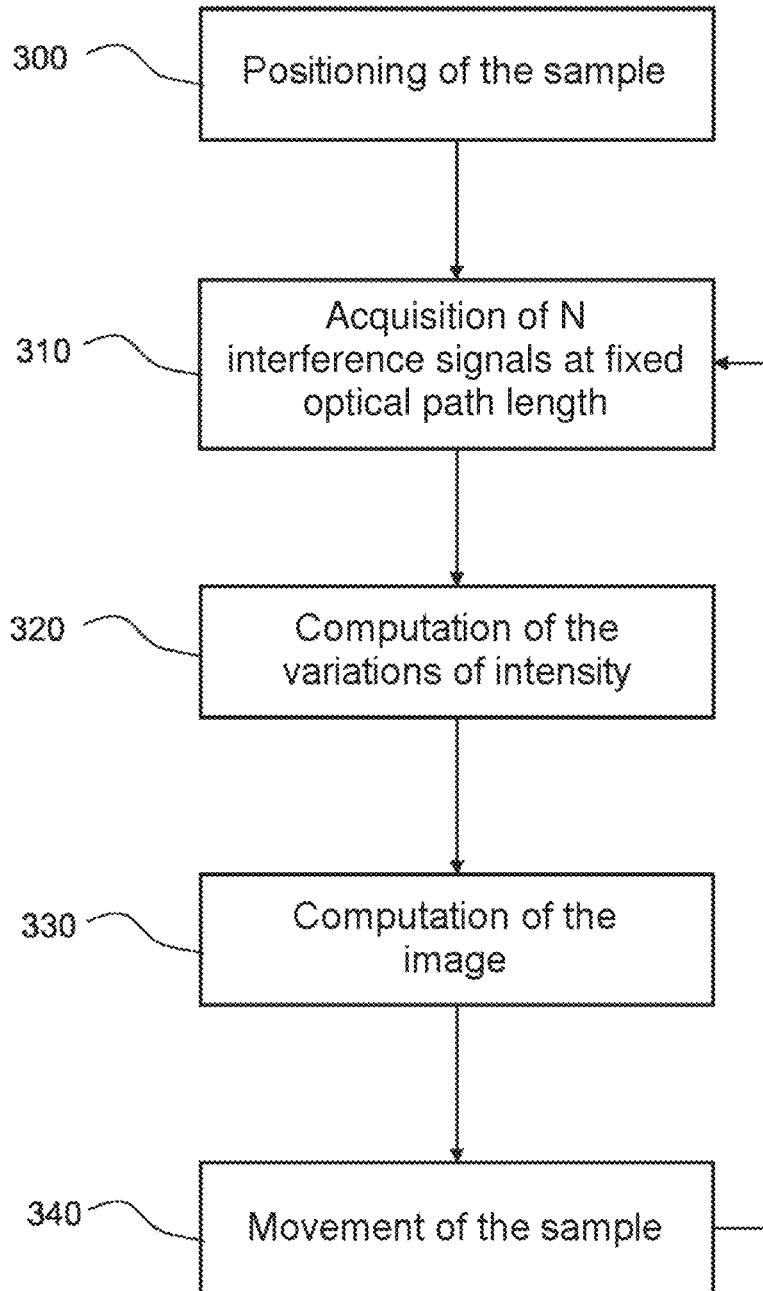 300
Positioning of the sample
310
Acquisition of N
interference signals at fixed
optical path length
320
Computation of the
variations of intensity
330
Computation of the
image
340
Movement of the sample